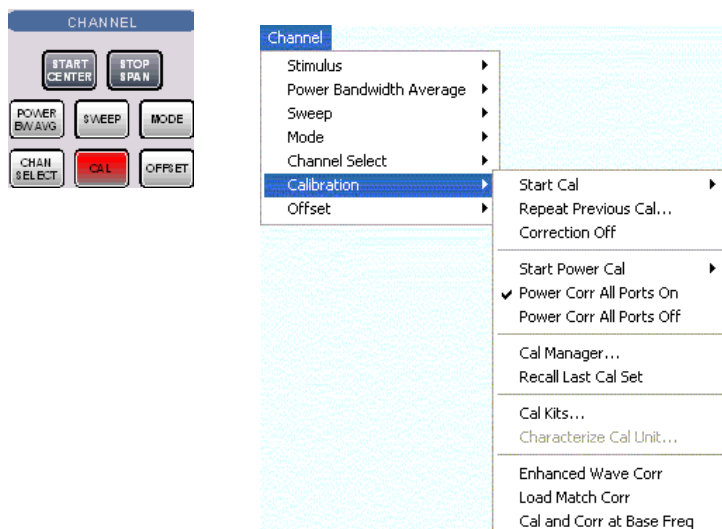 CHANNEL
START
CENTER
STOP
SPAN
POWER
BW AVG
SWEEP
MODE
CHAN
SELECT
CAL
OFFSET
Channel
Stimulus
Power Bandwidth Average
Sweep
Mode
Channel Select
Calibration
Offset
Start Cal
Repeat Previous Cal...
Correction Off
Start Power Cal
Power Corr All Ports On
Power Corr All Ports Off
Cal Manager...
Recall Last Cal Set
Cal Kits...
Characterize Cal Unit...
Enhanced Wave Corr
Load Match Corr
Cal and Corr at Base Freq